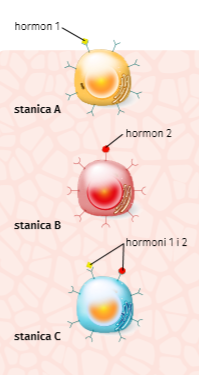 hormon 1
stanica A
hormon 2
stanica B
hormoni 1 i 2
stanica C